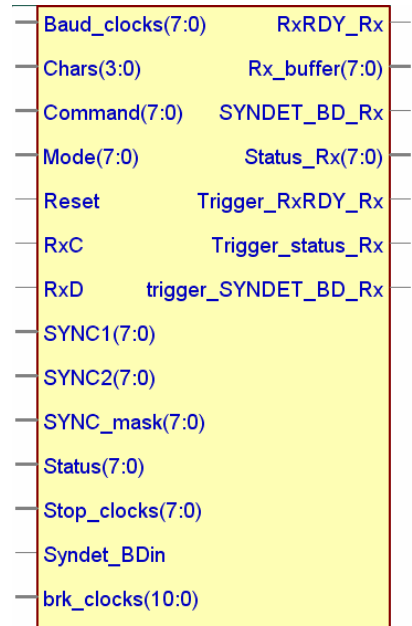 Baud_clocks(7:0) RxRDY_Rx
Chars(3:0) Rx_buffer(7:0)
Command(7:0) SYNDET_BD_Rx
Mode(7:0) Status_Rx(7:0)
Reset Trigger_RxRDY_Rx
RxC Trigger_status_Rx
RxD trigger_SYNDET_BD_Rx
SYNC1(7:0)
SYNC2(7:0)
SYNC_mask(7:0)
Status(7:0)
Stop_clocks(7:0)
Syndet_BDin
brk_clocks(10:0)